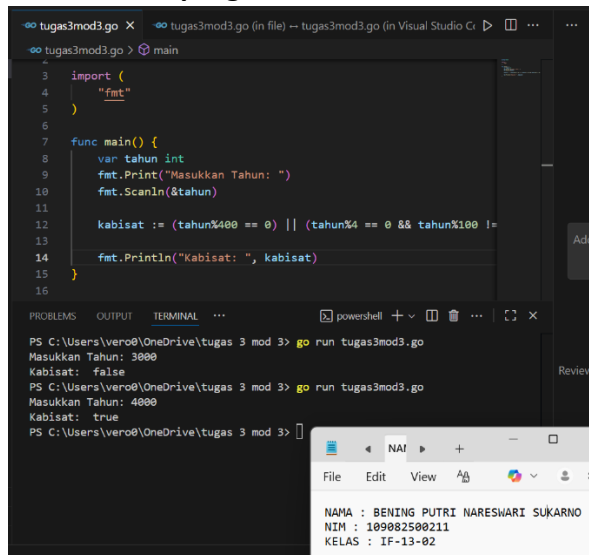 tugas3mod3.go
tugas3mod3.go (in file) ↔ tugas3mod3.go (in Visual Studio Co
tugas3mod3.go > main
2
3 import (
4 "fmt"
5 )
6
7 func main() {
8 var tahun int
9 fmt.Print("Masukkan Tahun: ")
10 fmt.Scanln(&tahun)
11
12 kabisat := (tahun%400 == 0) || (tahun%4 == 0 && tahun%100 !=
13
14 fmt.Println("Kabisat: ", kabisat)
15 }
16
Add
PROBLEMS OUTPUT TERMINAL ··· powershell
Review
PS C:\Users\vero0\OneDrive\tugas 3 mod 3> go run tugas3mod3.go
Masukkan Tahun: 3000
Kabisat:  false
PS C:\Users\vero0\OneDrive\tugas 3 mod 3> go run tugas3mod3.go
Masukkan Tahun: 4000
Kabisat:  true
PS C:\Users\vero0\OneDrive\tugas 3 mod 3>
NAM
File Edit View
NAMA : BENING PUTRI NARESWARI SUKARNO
NIM : 109082500211
KELAS : IF-13-02